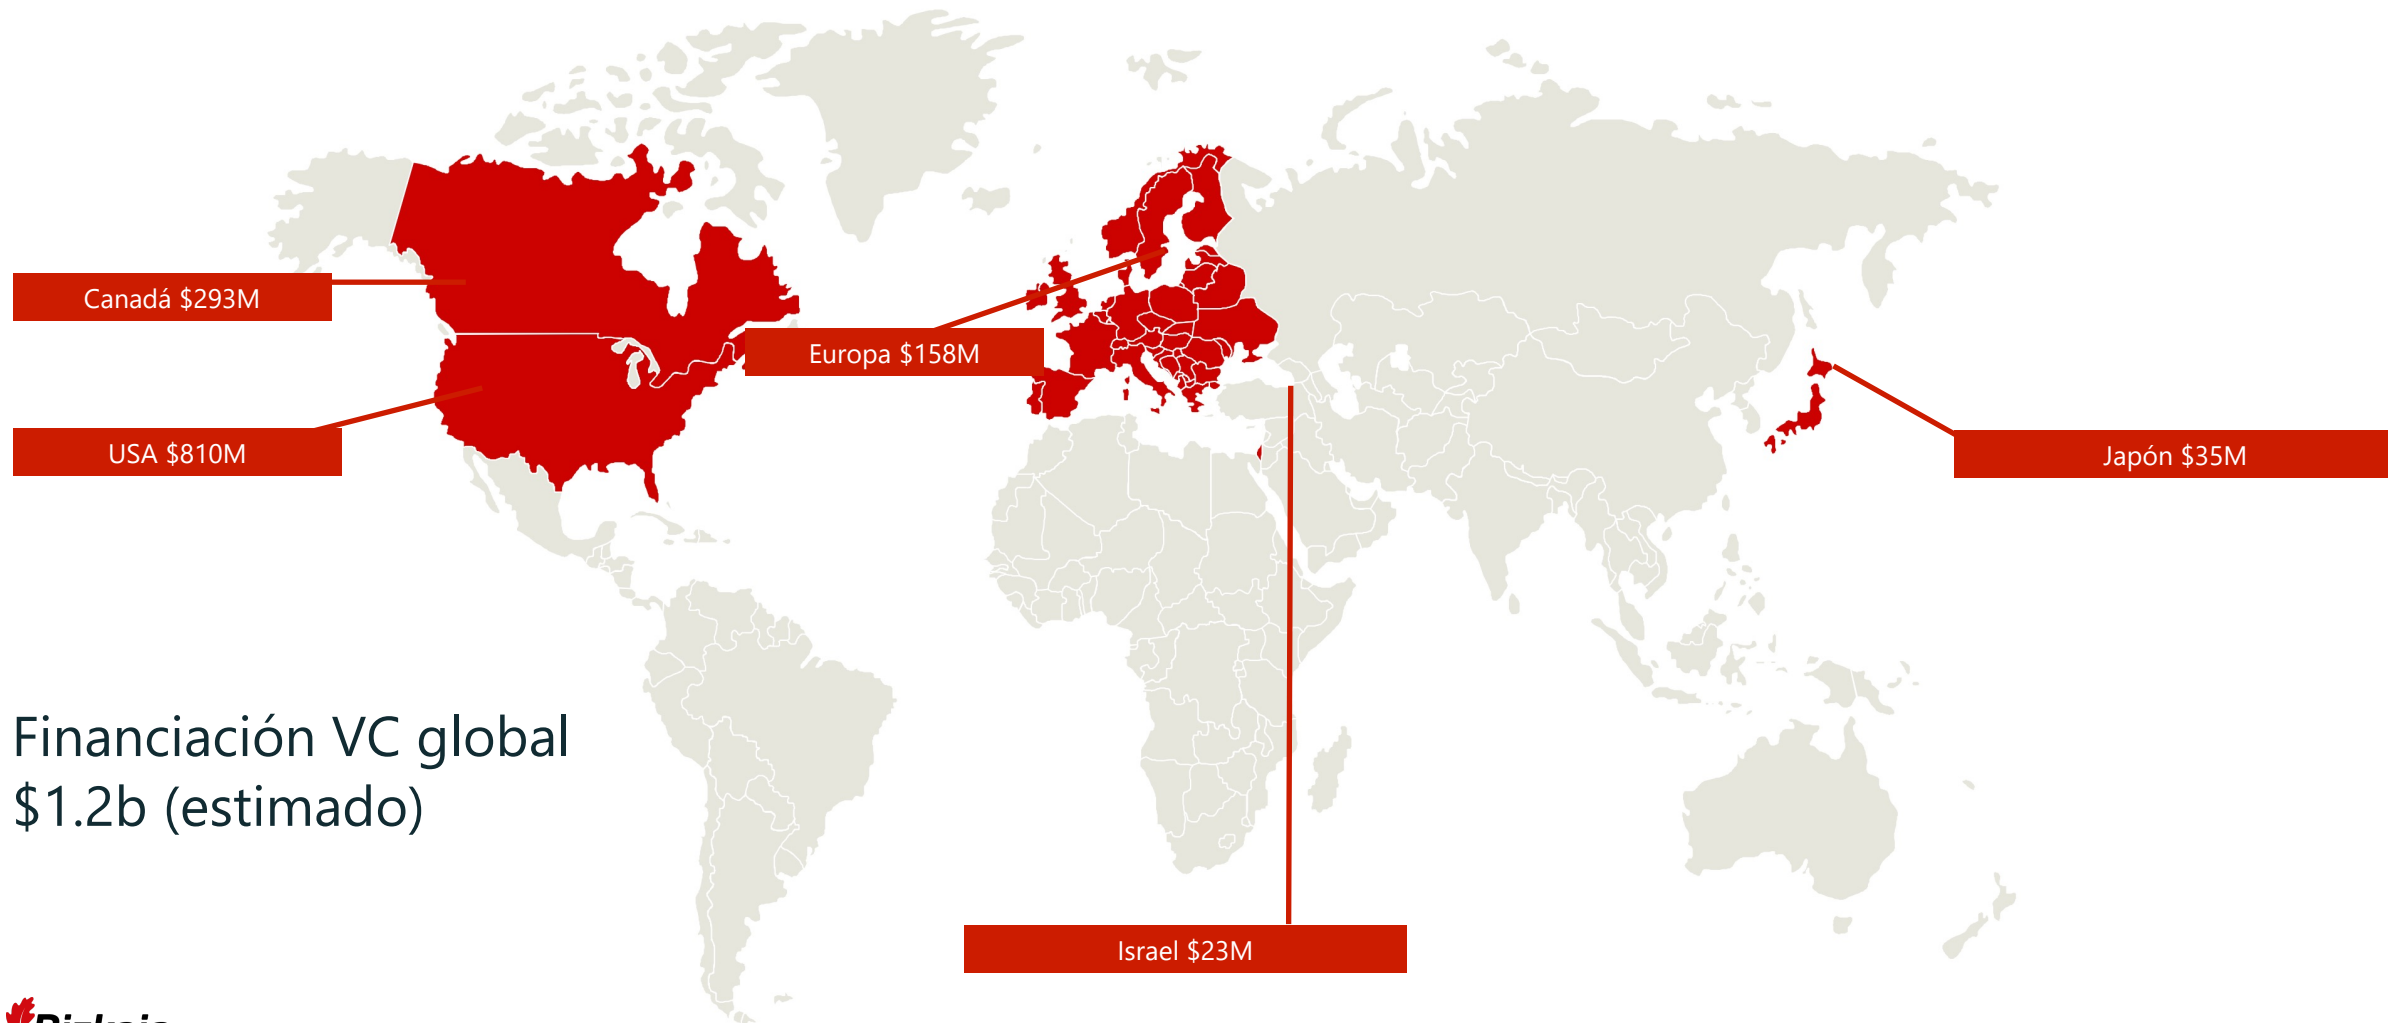 Canadá $293M
Europa $158M
USA $810M
Japón $35M
Financiación VC global
$1.2b (estimado)
Israel $23M